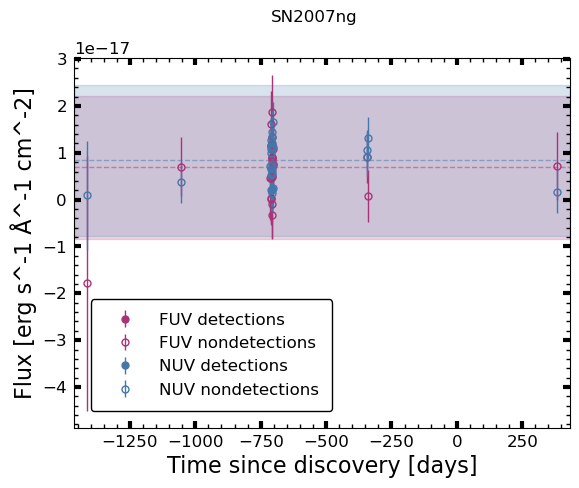 SN2007ng
1e−17
3
2
1
0
−1
−2
−3
−4
Flux [erg s^-1 Å^-1 cm^-2]
FUV detections
FUV nondetections
NUV detections
NUV nondetections
−1250 −1000 −750 −500 −250 0 250
Time since discovery [days]